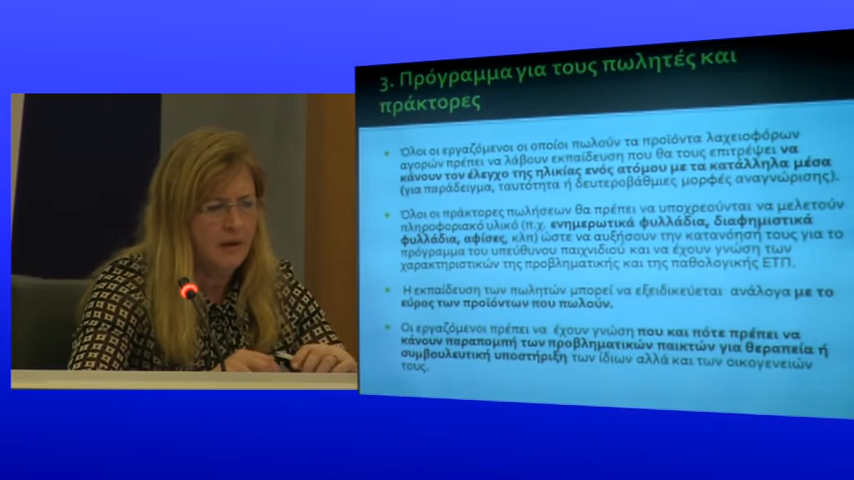 3. Πρόγραμμα για τους πωλητές και
πράκτορες
Όλοι οι εργαζόμενοι οι οποίοι πωλούν τα προϊόντα λαχειοφόρων
αγορών πρέπει να λάβουν εκπαίδευση που θα τους επιτρέψει να
κάνουν τον έλεγχο της ηλικίας ενός ατόμου με τα κατάλληλα μέσα
(για παράδειγμα, ταυτότητα ή δευτεροβάθμιες μορφές αναγνώρισης).
Όλοι οι πράκτορες πωλήσεων θα πρέπει να υποχρεούνται να μελετούν
πληροφοριακό υλικό (π.χ. ενημερωτικά φυλλάδια, διαφημιστικά
φυλλάδια, αφίσες, κλπ) ώστε να αυξήσουν την κατανόηση τους για το
πρόγραμμα του υπεύθυνου παιχνιδιού και να έχουν γνώση των
χαρακτηριστικών της προβληματικής και της παθολογικής ΕΤΠ.
Η εκπαίδευση των πωλητών μπορεί να εξειδικεύεται ανάλογα με το
εύρος των προϊόντων που πωλούν.
Οι εργαζόμενοι πρέπει να έχουν γνώση που και πότε πρέπει να
κάνουν παραπομπή των προβληματικών παικτών για θεραπεία ή
συμβουλευτική υποστήριξη των ίδιων αλλά και των οικογενειών
τους.